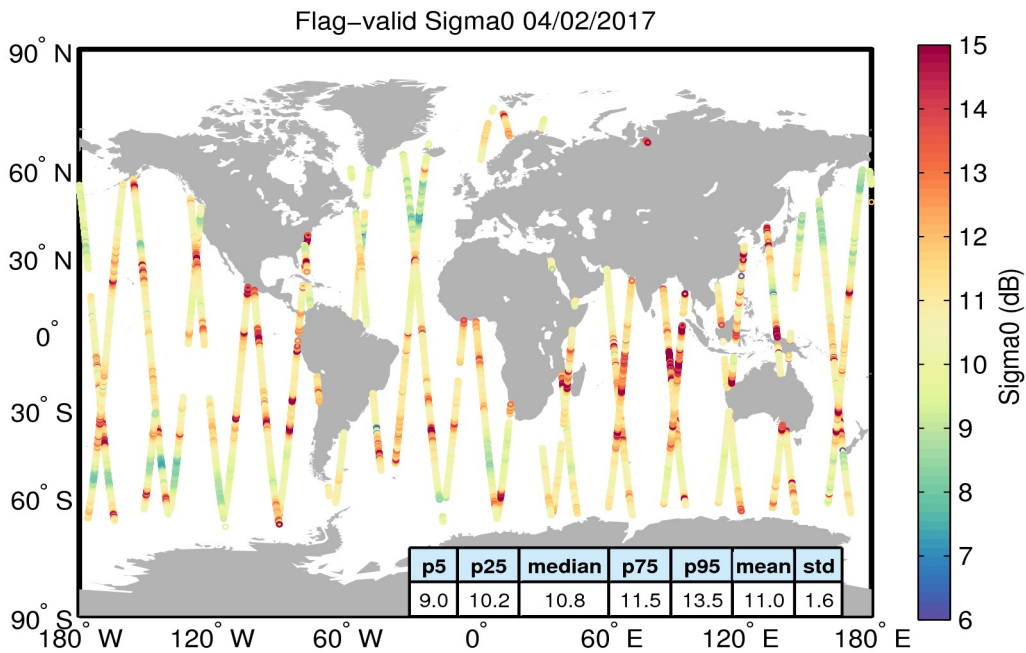 Flag−valid Sigma0 04/02/2017
90° N
60° N
30° N
0°
30° S
60° S
90° S
180° W
120° W
60° W
0°
60° E
120° E
180° E
p5 p25 median p75 p95 mean std
9.0 10.2 10.8 11.5 13.5 11.0 1.6
15
14
13
12
11
10
9
8
7
6
Sigma0 (dB)